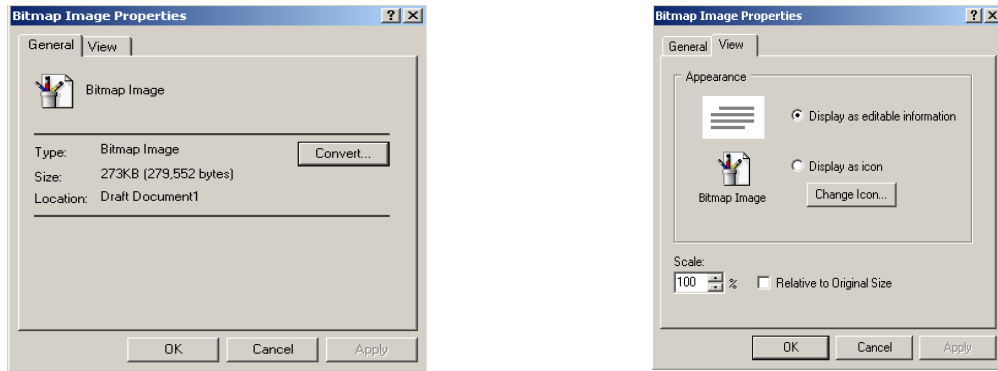 Bitmap Image Properties
General View
Bitmap Image
Type: Bitmap Image
Convert...
Size: 273KB (279,552 bytes)
Location: Draft Document1
OK Cancel Apply
Bitmap Image Properties
General View
Appearance
Display as editable information
Display as icon
Bitmap Image
Change Icon...
Scale:
100 % Relative to Original Size
OK Cancel Apply